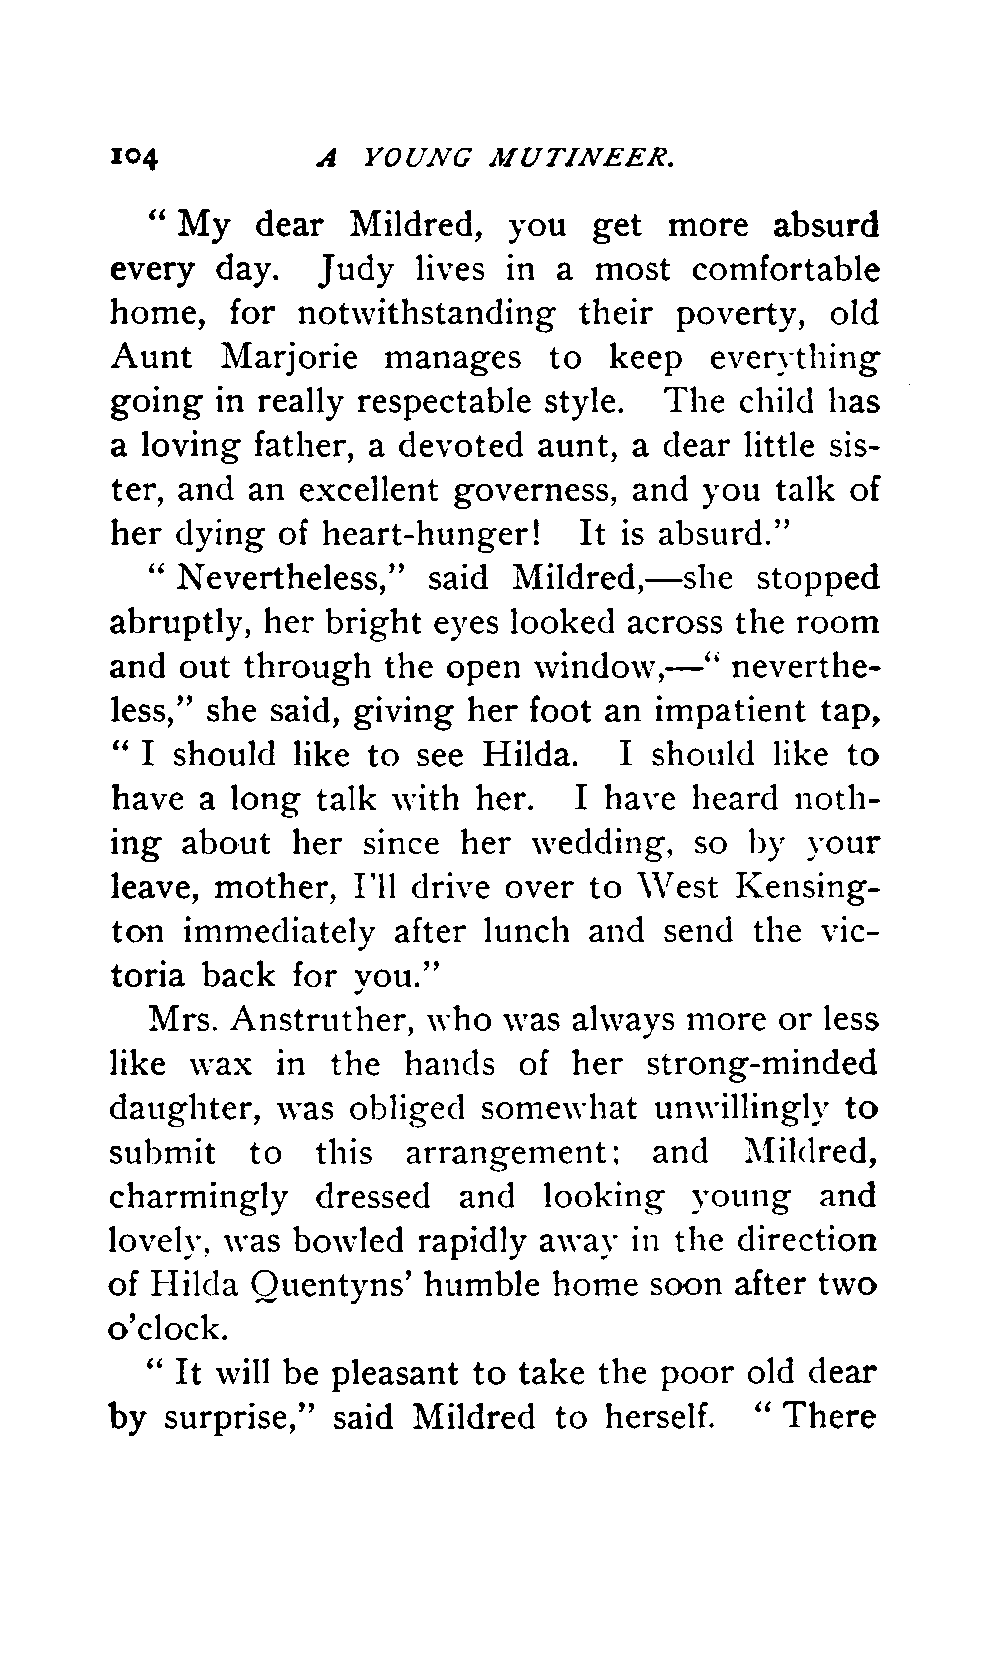 104 A YOUNG MUTINEER.
“ My dear Mildred, you get more absurd
every day. Judy lives in a most comfortable
home, for notwithstanding their poverty, old
Aunt Marjorie manages to keep everything
going in really respectable style. The child has
a loving father, a devoted aunt, a dear little sis-
ter, and an excellent governess, and you talk of
her dying of heart-hunger! It is absurd.”
“ Nevertheless,” said Mildred,—she stopped
abruptly, her bright eyes looked across the room
and out through the open window,—“ neverthe-
less,” she said, giving her foot an impatient tap,
“ I should like to see Hilda. I should like to
have a long talk with her. I have heard noth-
ing about her since her wedding, so by your
leave, mother, I'll drive over to West Kensing-
ton immediately after lunch and send the vic-
toria back for you.”
Mrs. Anstruther, who was always more or less
like wax in the hands of her strong-minded
daughter, was obliged somewhat unwillingly to
submit to this arrangement; and Mildred,
charmingly dressed and looking young and
lovely, was bowled rapidly away in the direction
of Hilda Quentyns’ humble home soon after two
o’clock.
“ It will be pleasant to take the poor old dear
by surprise,” said Mildred to herself. “ There